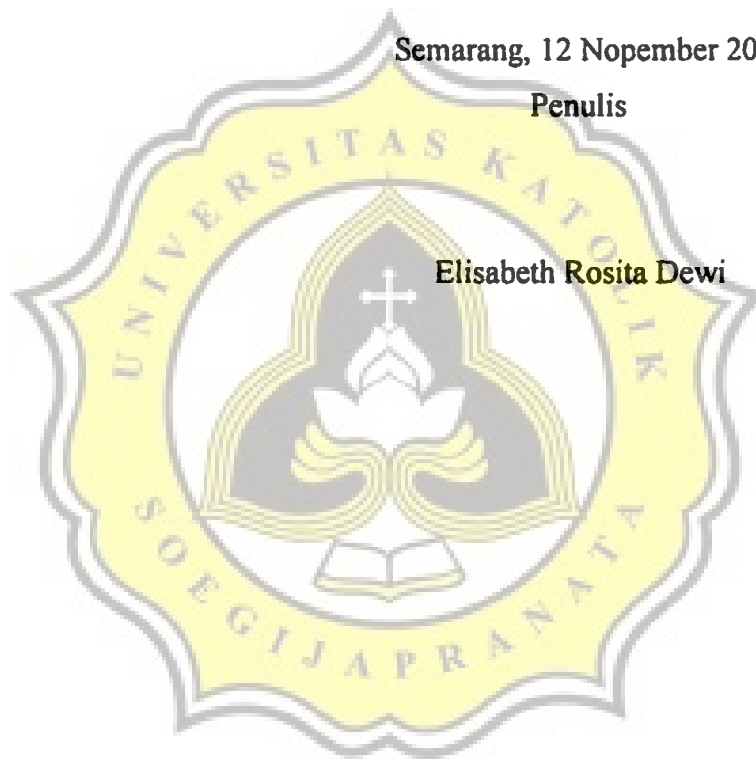 Semarang, 12 Nopember 20
Penulis
UNIVERSITAS KATOLIK
Elisabeth Rosita Dewi
SOEGIJAPRANATA